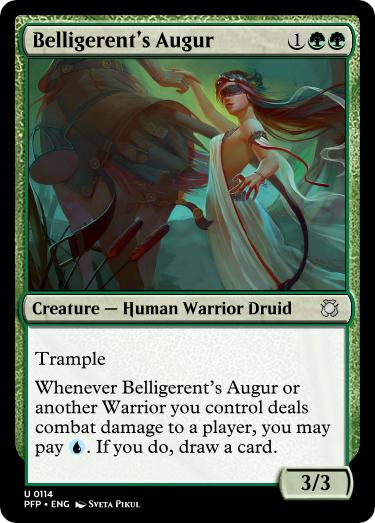 Belligerent's Augur 1
Creature — Human Warrior Druid
Trample
Whenever Belligerent's Augur or
another Warrior you control deals
combat damage to a player, you may
pay . If you do, draw a card.
3/3
U 0114
PFP • ENG Sveta Pikul